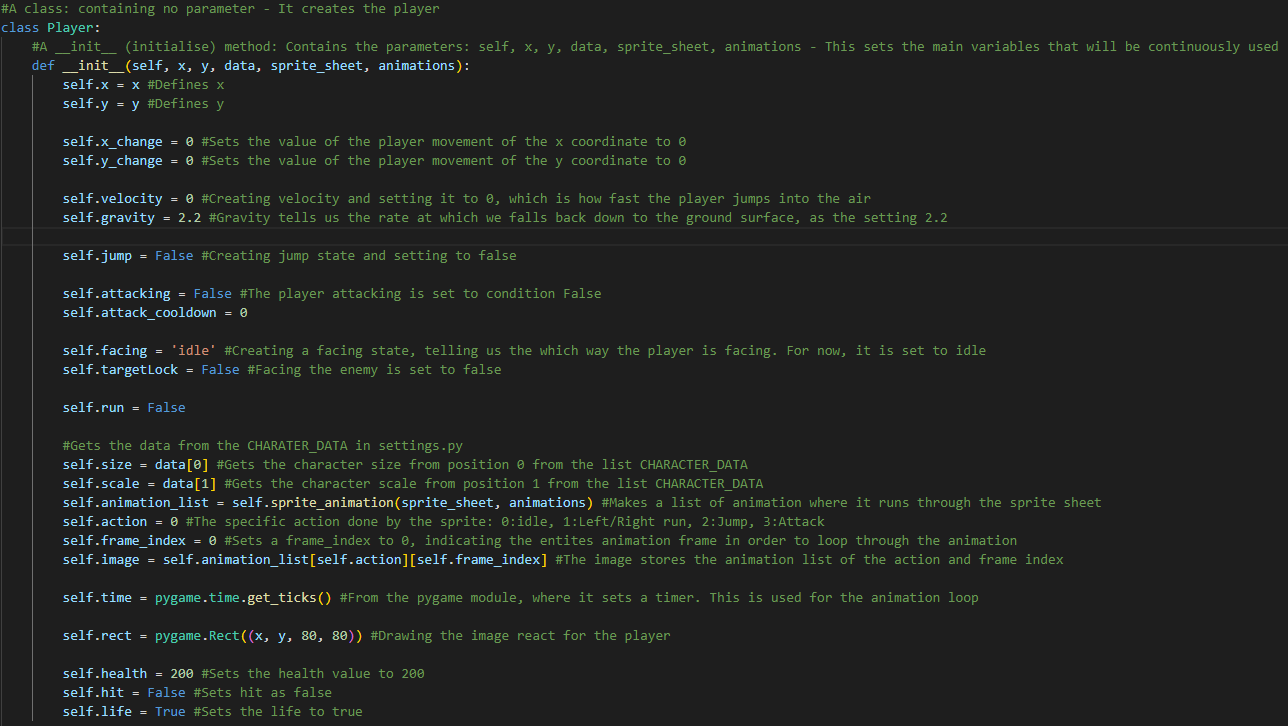 #A class: containing no parameter - It creates the player
class Player:
    #A __init__ (initialise) method: Contains the parameters: self, x, y, data, sprite_sheet, animations - This sets the main variables that will be continuously used
    def __init__(self, x, y, data, sprite_sheet, animations):
        self.x = x #Defines x
        self.y = y #Defines y
        self.x_change = 0 #Sets the value of the player movement of the x coordinate to 0
        self.y_change = 0 #Sets the value of the player movement of the y coordinate to 0
        self.velocity = 0 #Creating velocity and setting it to 0, which is how fast the player jumps into the air
        self.gravity = 2.2 #Gravity tells us the rate at which we falls back down to the ground surface, as the setting 2.2
        self.jump = False #Creating jump state and setting to false
        self.attacking = False #The player attacking is set to condition False
        self.attack_cooldown = 0
        self.facing = 'idle' #Creating a facing state, telling us the which way the player is facing. For now, it is set to idle
        self.targetLock = False #Facing the enemy is set to false
        self.run = False
        #Gets the data from the CHARATER_DATA in settings.py
        self.size = data[0] #Gets the character size from position 0 from the list CHARACTER_DATA
        self.scale = data[1] #Gets the character scale from position 1 from the list CHARACTER_DATA
        self.animation_list = self.sprite_animation(sprite_sheet, animations) #Makes a list of animation where it runs through the sprite sheet
        self.action = 0 #The specific action done by the sprite: 0:idle, 1:Left/Right run, 2:Jump, 3:Attack
        self.frame_index = 0 #Sets a frame_index to 0, indicating the entites animation frame in order to loop through the animation
        self.image = self.animation_list[self.action][self.frame_index] #The image stores the animation list of the action and frame index
        self.time = pygame.time.get_ticks() #From the pygame module, where it sets a timer. This is used for the animation loop
        self.rect = pygame.Rect((x, y, 80, 80)) #Drawing the image react for the player
        self.health = 200 #Sets the health value to 200
        self.hit = False #Sets hit as false
        self.life = True #Sets the life to true